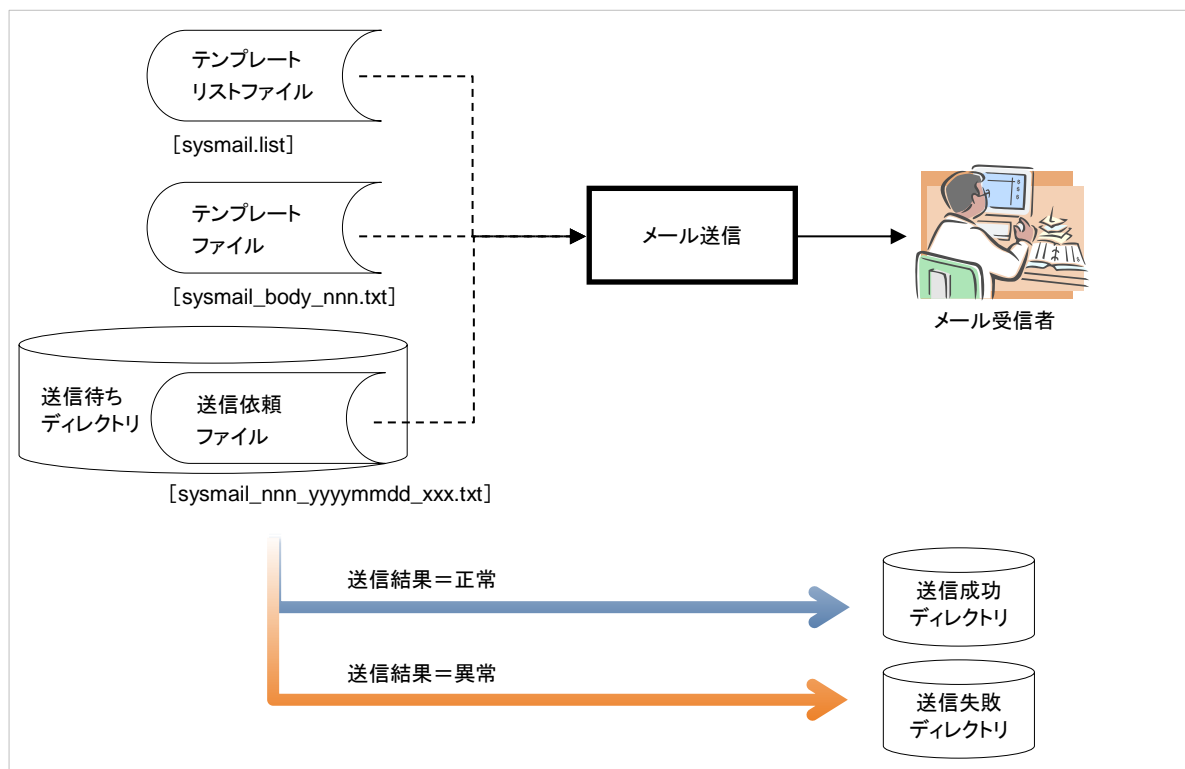 テンプレート
リストファイル
［sysmail.list］
テンプレート
ファイル
［sysmail_body_nnn.txt］
メール送信
メール受信者
送信待ち
ディレクトリ
送信依頼
ファイル
［sysmail_nnn_yyyymmdd_xxx.txt］
送信結果＝正常
送信成功
ディレクトリ
送信結果＝異常
送信失敗
ディレクトリ